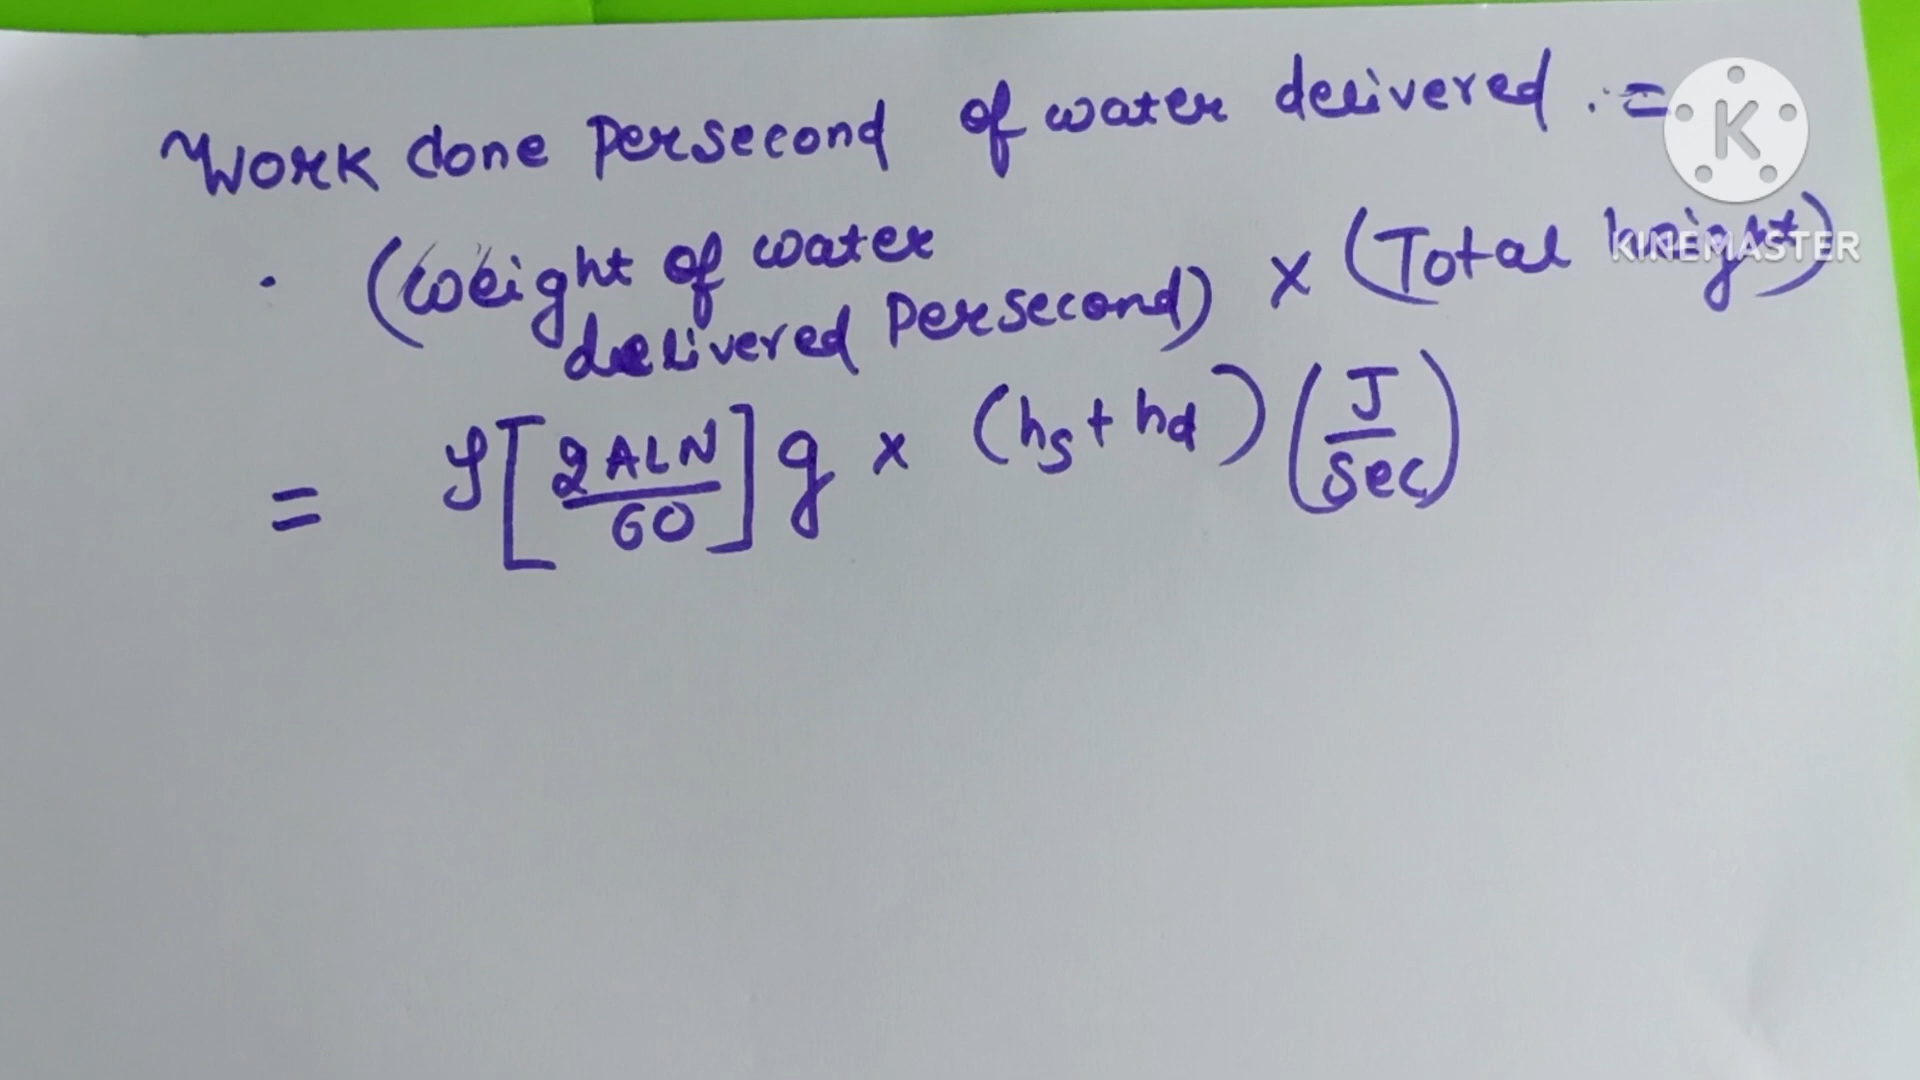 Work done Persecond of water delivered . =
K
(weight of water
delivered Persecond) × (Total height)
KINEMASTER
= ρ[2ALN/60]g × (hs + hd) (J/sec)